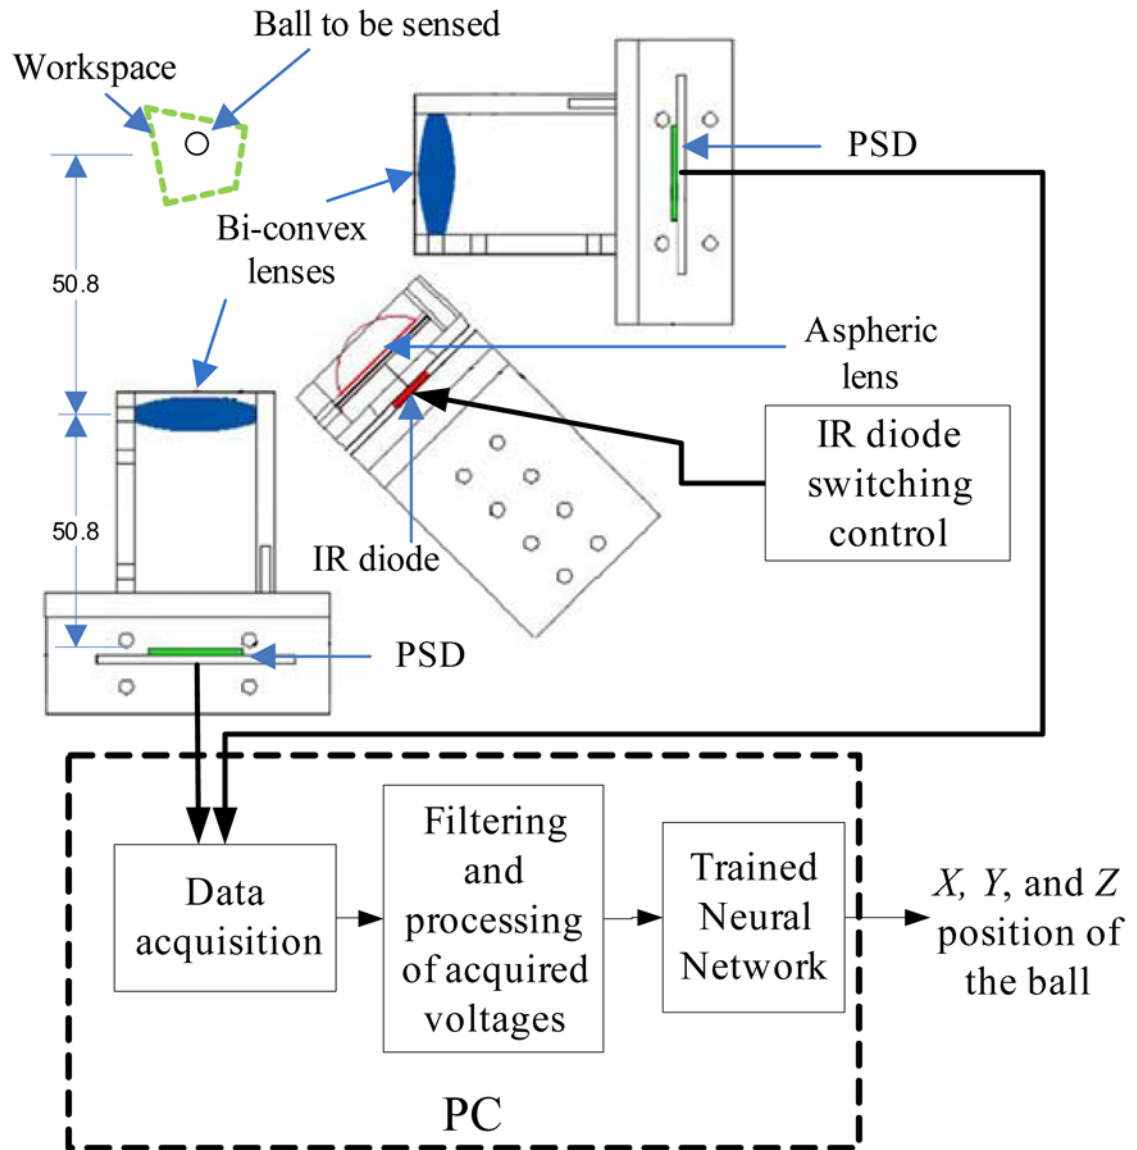 Ball to be sensed
Workspace
PSD
Bi-convex
lenses
50.8
Aspheric
lens
IR diode
switching
control
50.8
IR diode
PSD
Data
acquisition
Filtering
and
processing
of acquired
voltages
Trained
Neural
Network
X, Y, and Z
position of
the ball
PC